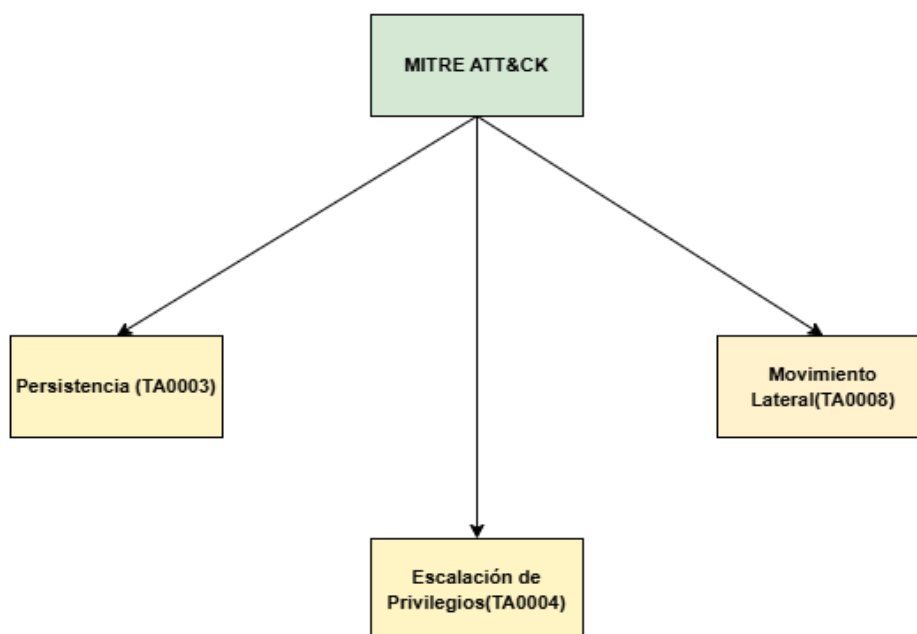 MITRE ATT&CK
Persistencia (TA0003)
Movimiento
Lateral(TA0008)
Escalación de
Privilegios(TA0004)